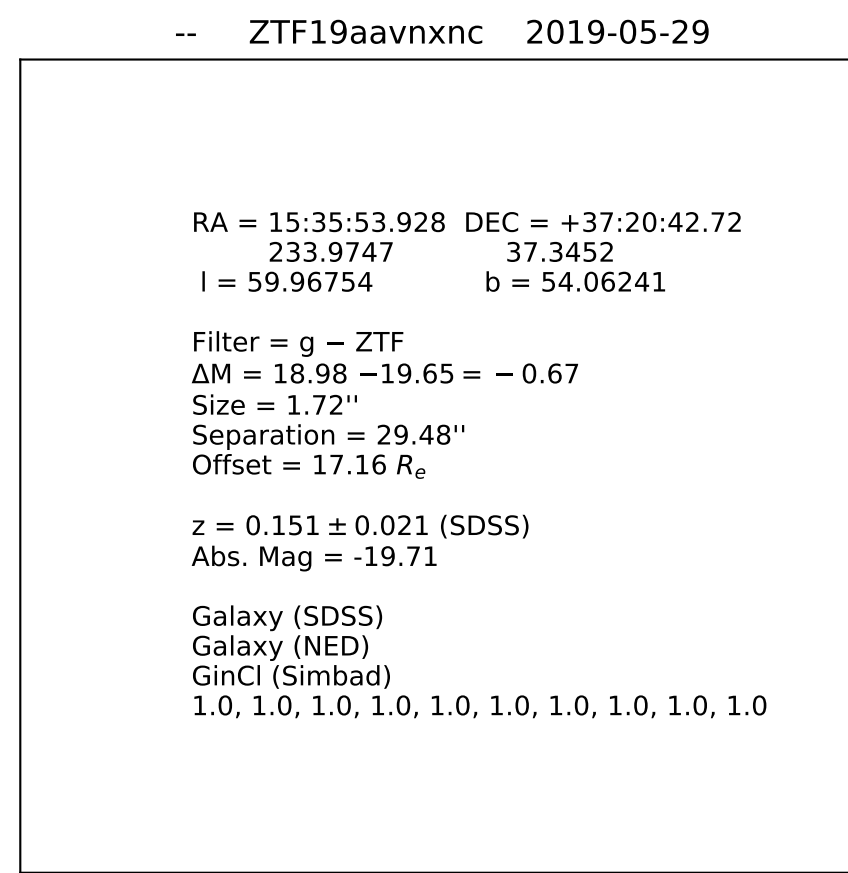 -- ZTF19aavnxnc 2019-05-29
RA = 15:35:53.928 DEC = +37:20:42.72
233.9747 37.3452
l = 59.96754 b = 54.06241
Filter = g − ZTF
ΔM = 18.98 −19.65 = − 0.67
Size = 1.72''
Separation = 29.48''
Offset = 17.16 Rₑ
z = 0.151 ± 0.021 (SDSS)
Abs. Mag = -19.71
Galaxy (SDSS)
Galaxy (NED)
GinCl (Simbad)
1.0, 1.0, 1.0, 1.0, 1.0, 1.0, 1.0, 1.0, 1.0, 1.0